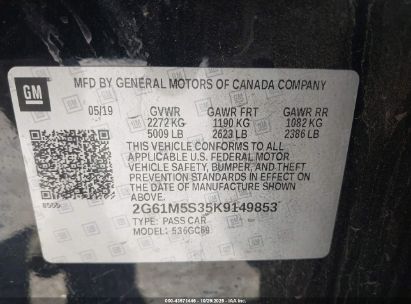 MFD BY GENERAL MOTORS OF CANADA COMPANY
GM
05/19 GVWR GAWR FRT GAWR RR
2272 KG 1190 KG 1082 KG
5009 LB 2623 LB 2386 LB
THIS VEHICLE CONFORMS TO ALL
APPLICABLE U.S. FEDERAL MOTOR
VEHICLE SAFETY, BUMPER, AND THEFT
PREVENTION STANDARDS IN EFFECT ON
THE DATE OF MANUFACTURE SHOWN
ABOVE.
2G61M5S35K9149853
TYPE: PASS CAR
MODEL: 536GC69